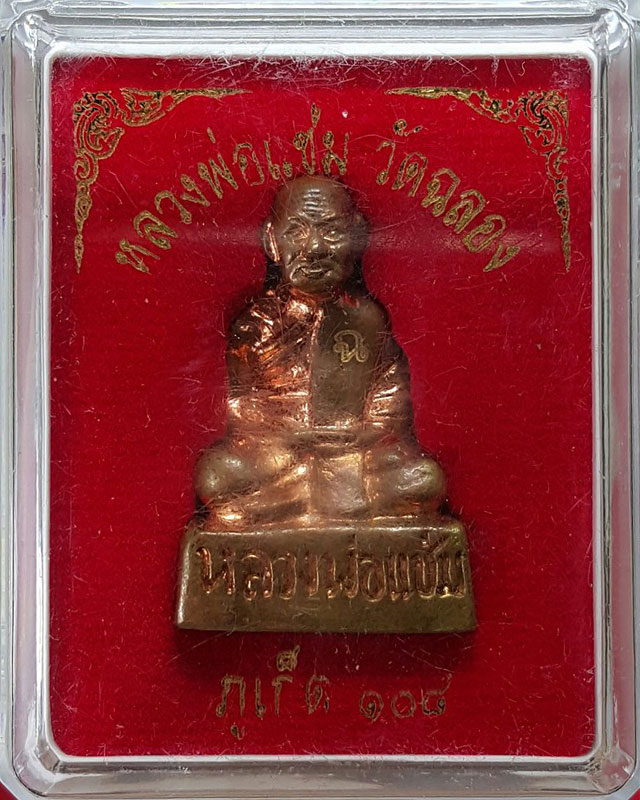 หลวงพ่อแช่ม วัดฉลอง
ฉ
หลวงพ่อแช่ม
ภูเก็ต ๑๐๘